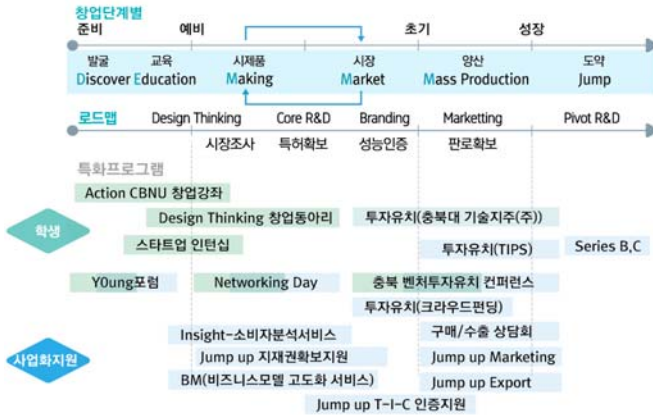 창업단계별
준비 예비 초기 성장
발굴 교육 시제품 시장 양산 도약
Discover Education Making Market Mass Production Jump
로드맵 Design Thinking Core R&D Branding Marketting Pivot R&D
시장조사 특허확보 성능인증 판로확보
특화프로그램
Action CBNU 창업강좌
Design Thinking 창업동아리 투자유치(충북대 기술지주(주))
학생
스타트업 인턴십 투자유치(TIPS) Series B,C
Y0ung포럼 Networking Day 충북 벤처투자유치 컨퍼런스
투자유치(크라우드펀딩)
Insight-소비자분석서비스 구매/수출 상담회
사업화지원
Jump up 지재권확보지원 Jump up Marketing
BM(비즈니스모델 고도화 서비스) Jump up Export
Jump up T-I-C 인증지원